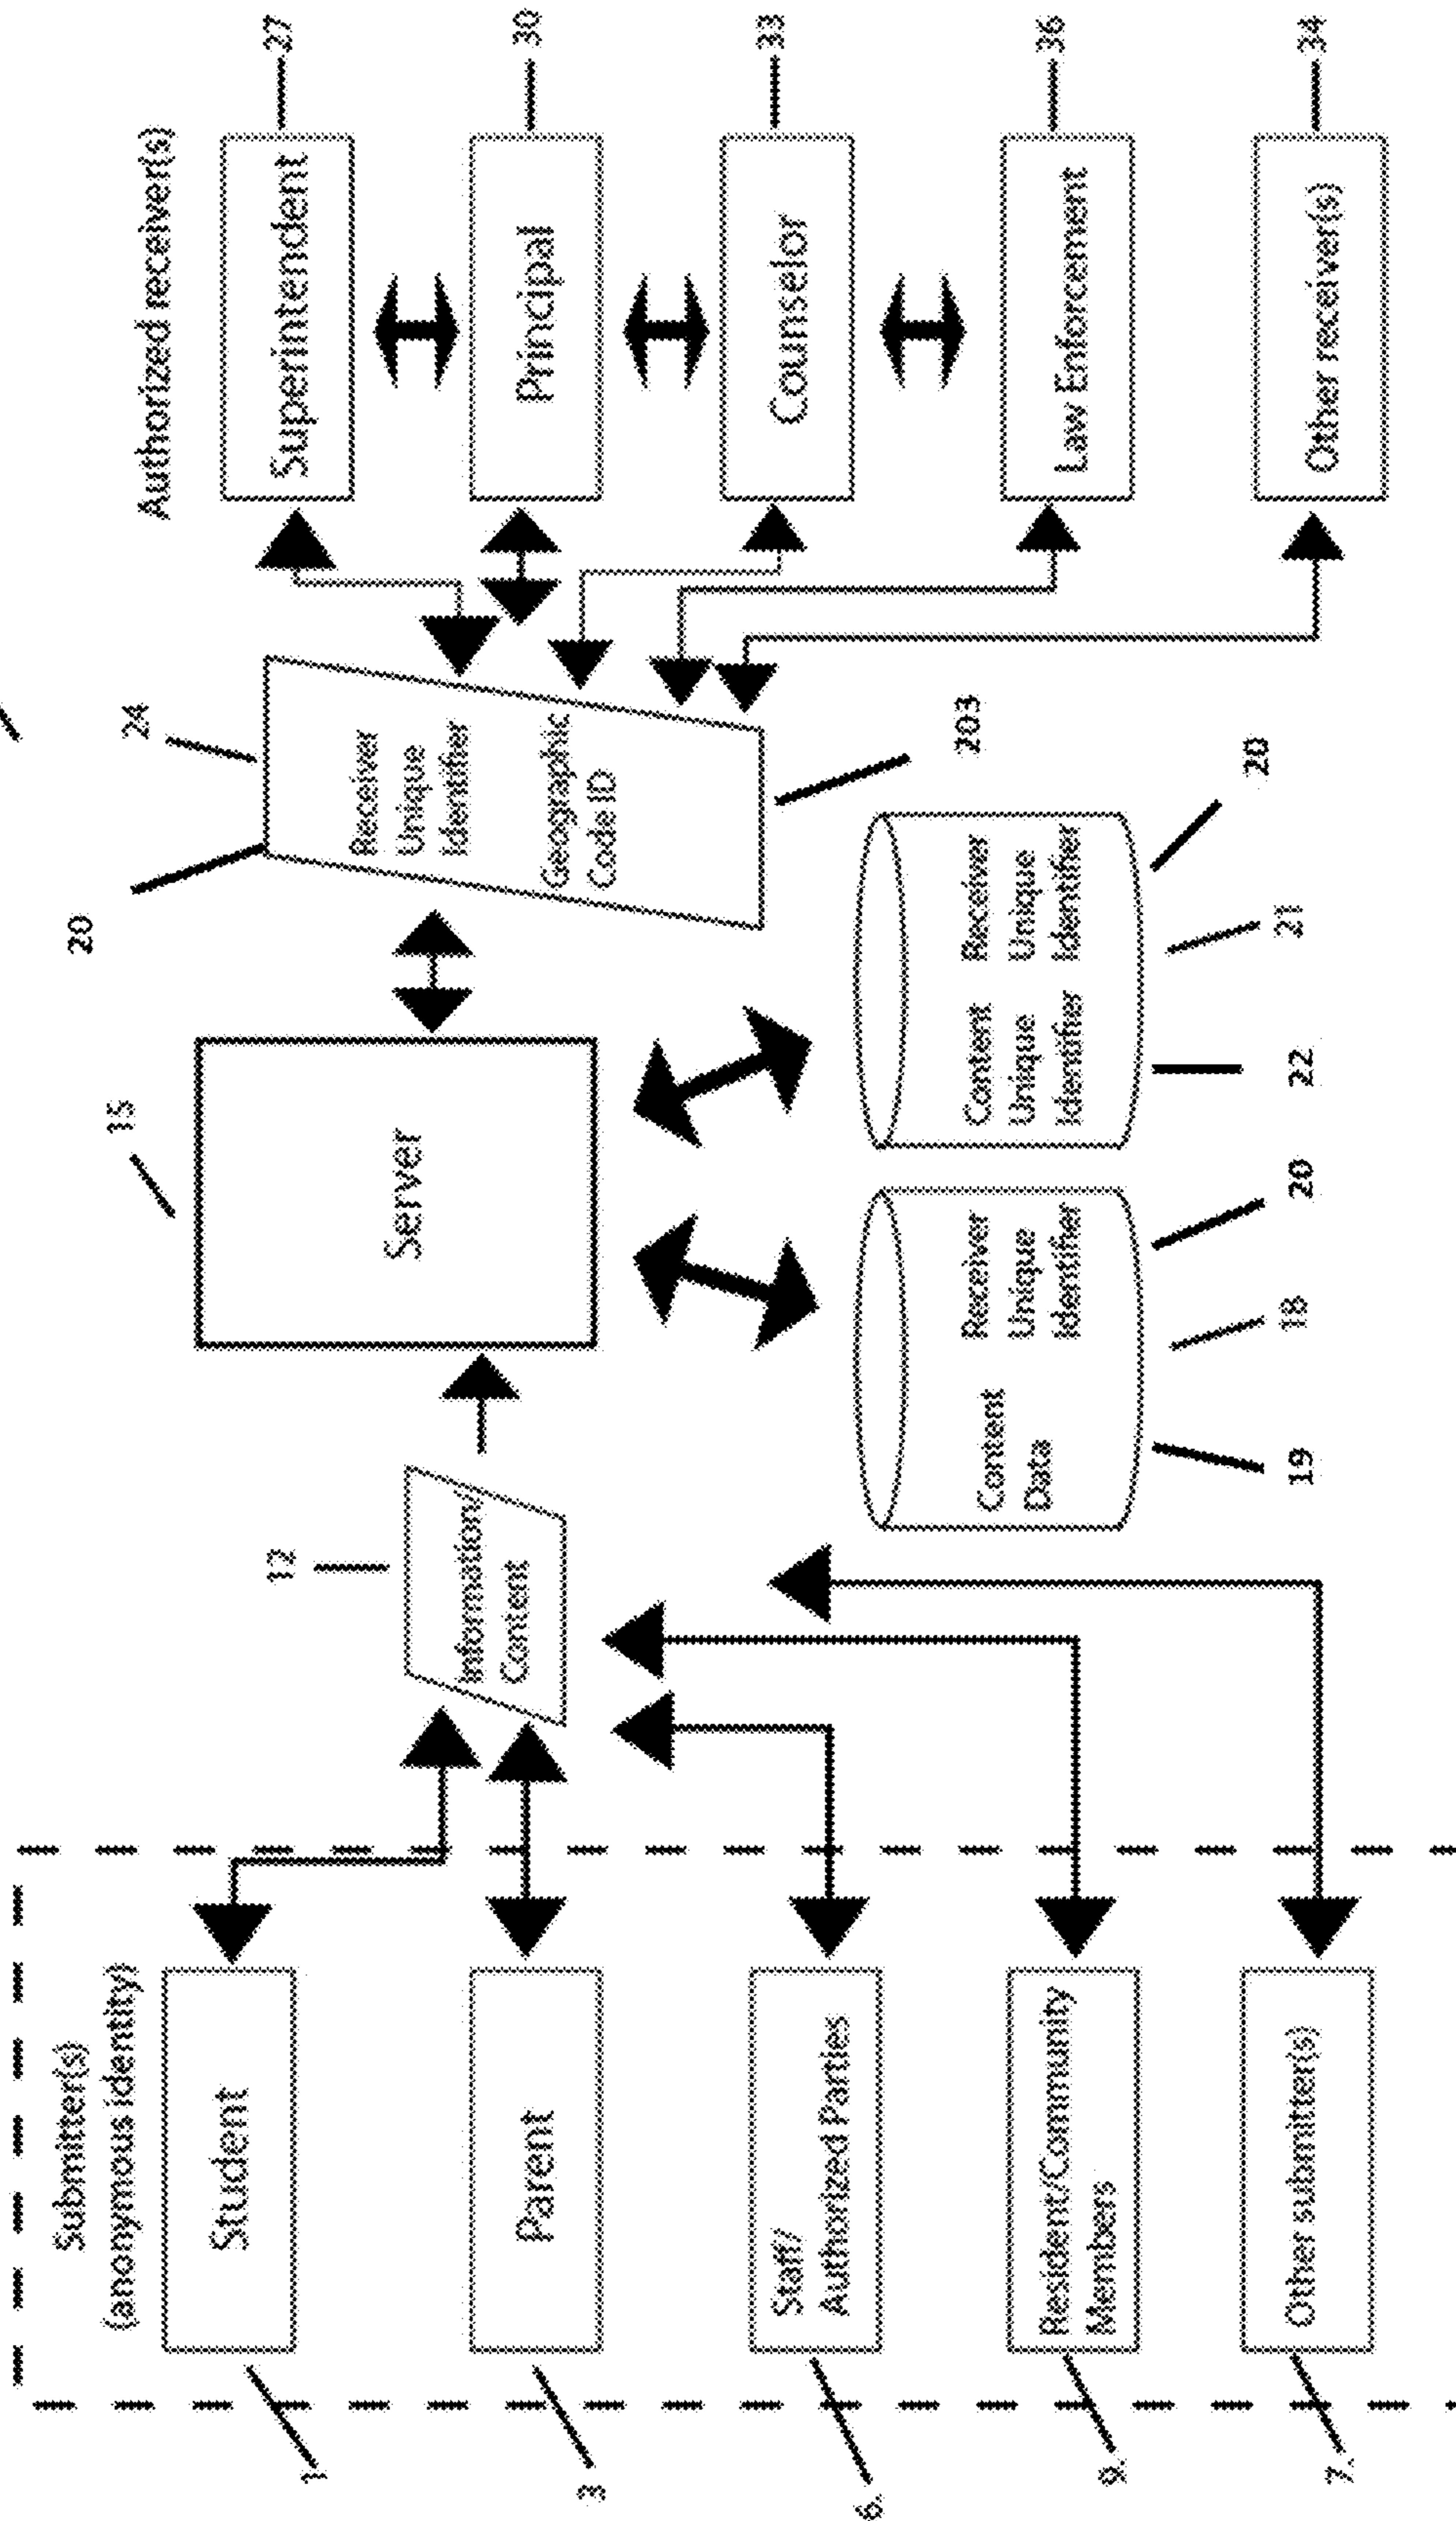 Submitter(s)
(anonymous identity)
Student
1
Parent
3
Staff/
Authorized Parties
6.
Resident/Community
Members
9.
Other submitter(s)
7.
12
Information/
Content
15
Server
Content
Data
Receiver
Unique
Identifier
19
18
20
Content
Unique
Identifier
Receiver
Unique
Identifier
22
21
20
20
24
Receiver
Unique
Identifier
Geographic
Code ID
203
Authorized receiver(s)
Superintendent
27
Principal
30
Counselor
33
Law Enforcement
36
Other receiver(s)
34